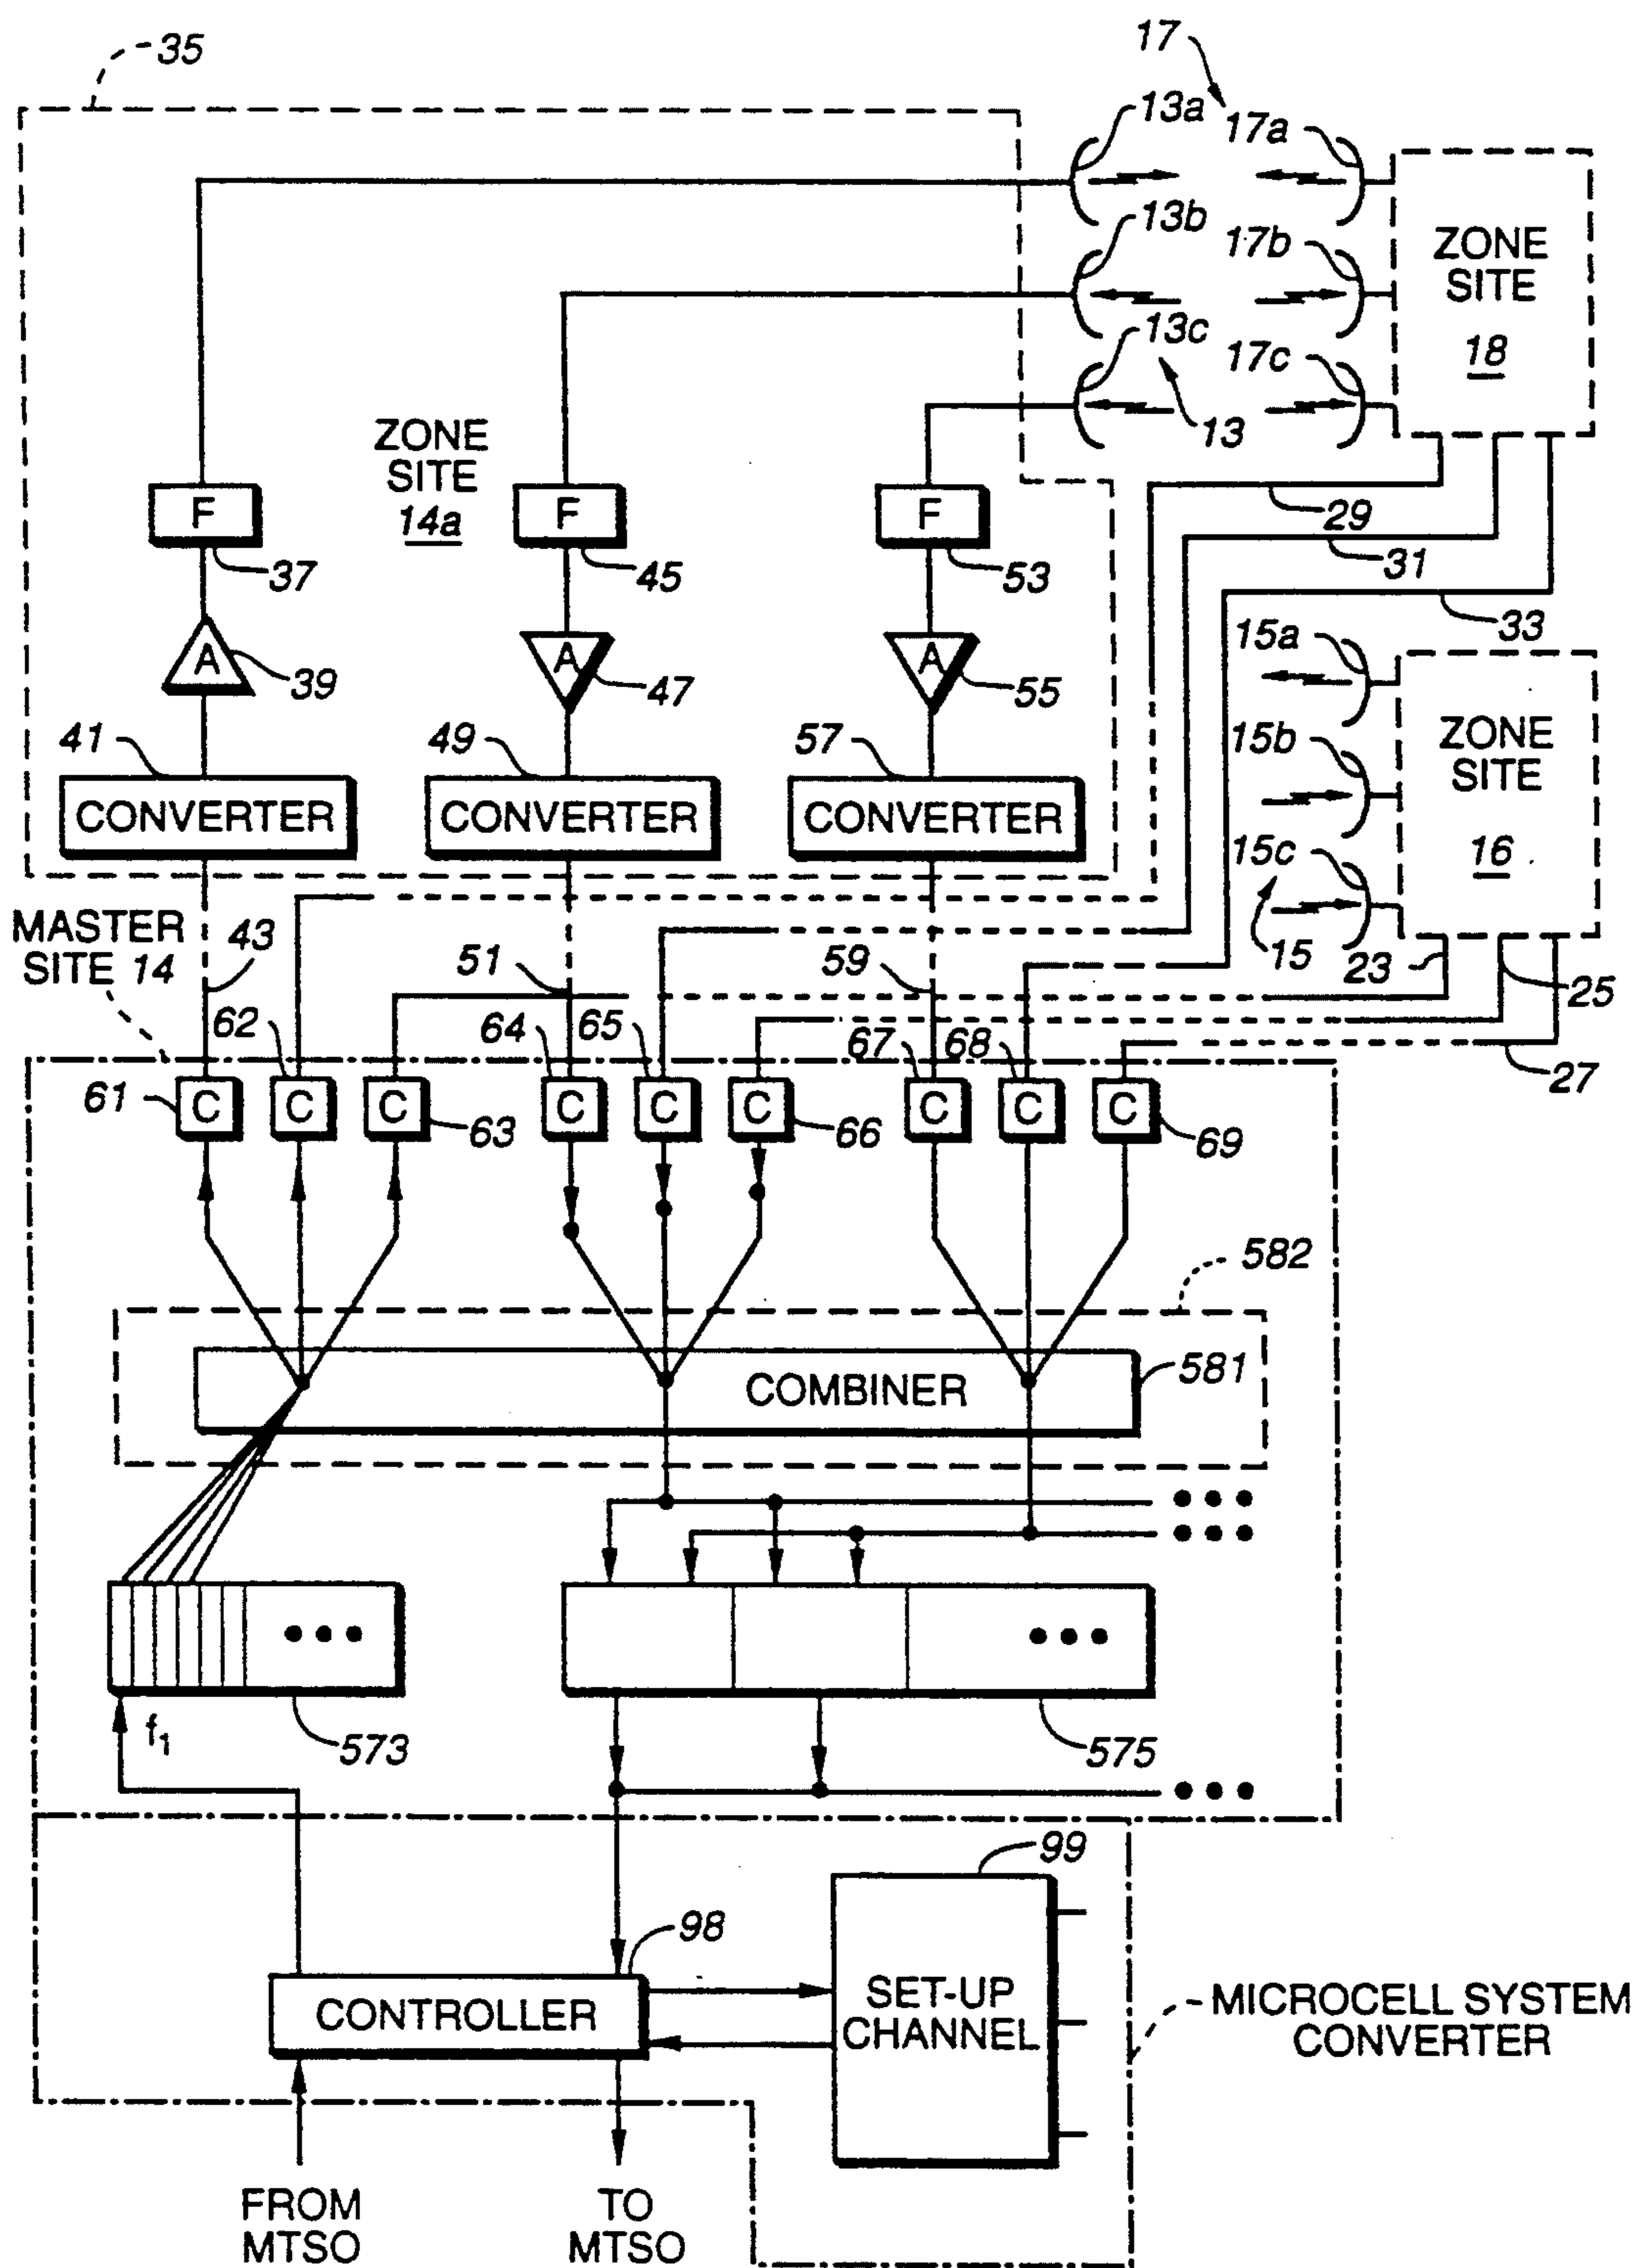 35
17
13a
17a
13b
17b
ZONE
SITE
18
13c
17c
13
ZONE
SITE
14a
F
F
F
29
37
45
53
31
33
A
39
A
47
A
55
15a
41
49
57
15b
ZONE
SITE
CONVERTER
CONVERTER
CONVERTER
15c
16
MASTER
SITE 14
43
51
59
15
23
25
62
64
65
67
68
27
61
C
C
C
63
C
C
C
66
C
C
C
69
582
COMBINER
581
f1
573
575
99
98
CONTROLLER
SET-UP
CHANNEL
MICROCELL SYSTEM
CONVERTER
FROM
MTSO
TO
MTSO